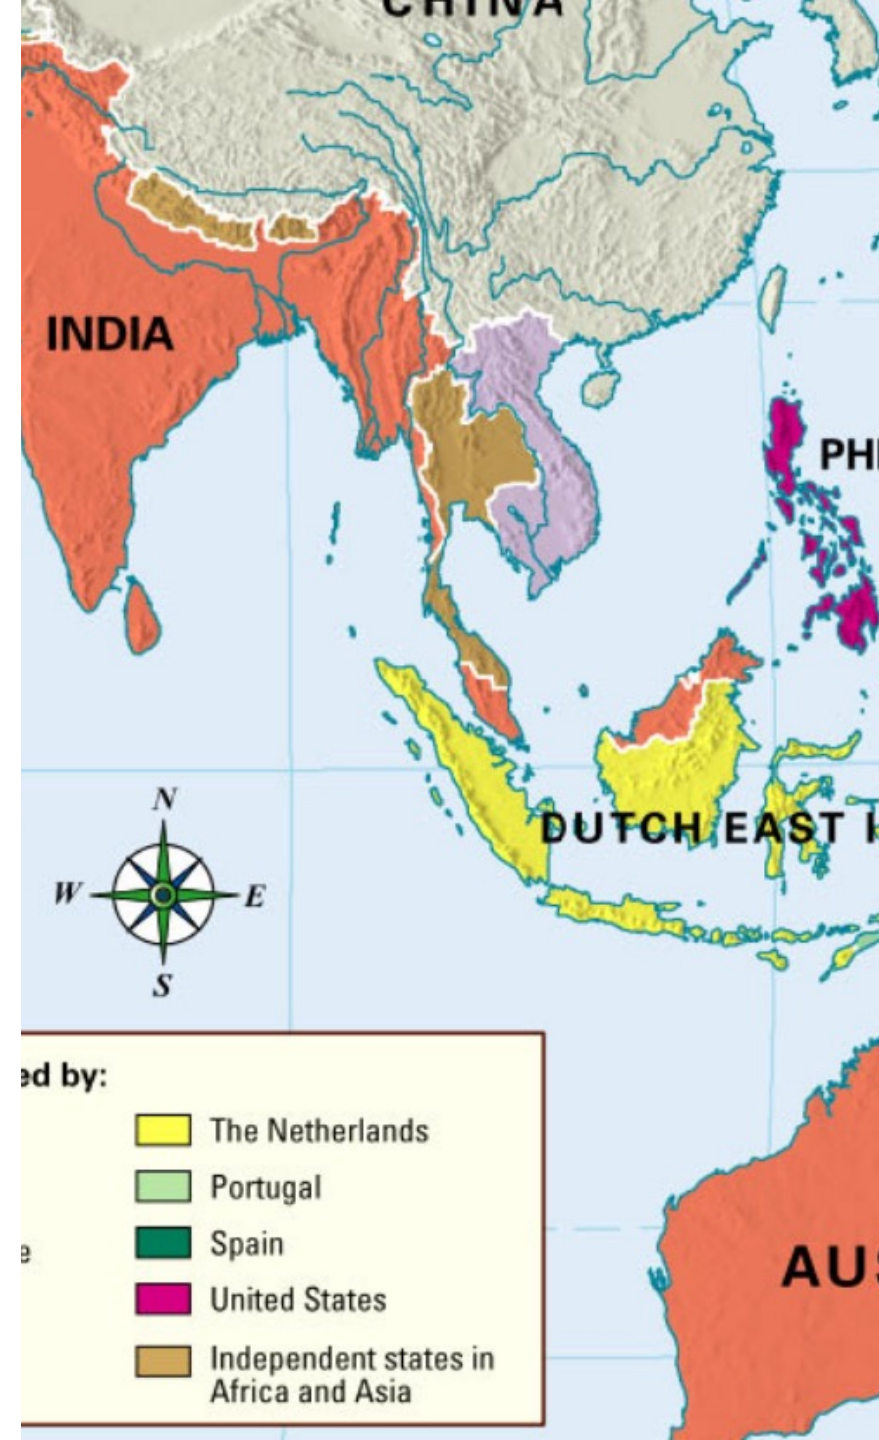 CHINA
INDIA
PHI
DUTCH EAST I
N
W
E
S
ed by:
The Netherlands
Portugal
Spain
e
United States
Independent states in
Africa and Asia
AUS